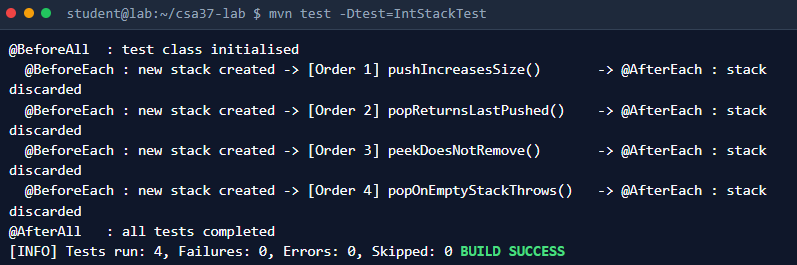 student@lab:~/csa37-lab $ mvn test -Dtest=IntStackTest
@BeforeAll  : test class initialised
  @BeforeEach : new stack created -> [Order 1] pushIncreasesSize()       -> @AfterEach : stack
discarded
  @BeforeEach : new stack created -> [Order 2] popReturnsLastPushed()    -> @AfterEach : stack
discarded
  @BeforeEach : new stack created -> [Order 3] peekDoesNotRemove()       -> @AfterEach : stack
discarded
  @BeforeEach : new stack created -> [Order 4] popOnEmptyStackThrows()   -> @AfterEach : stack
discarded
@AfterAll   : all tests completed
[INFO] Tests run: 4, Failures: 0, Errors: 0, Skipped: 0 BUILD SUCCESS